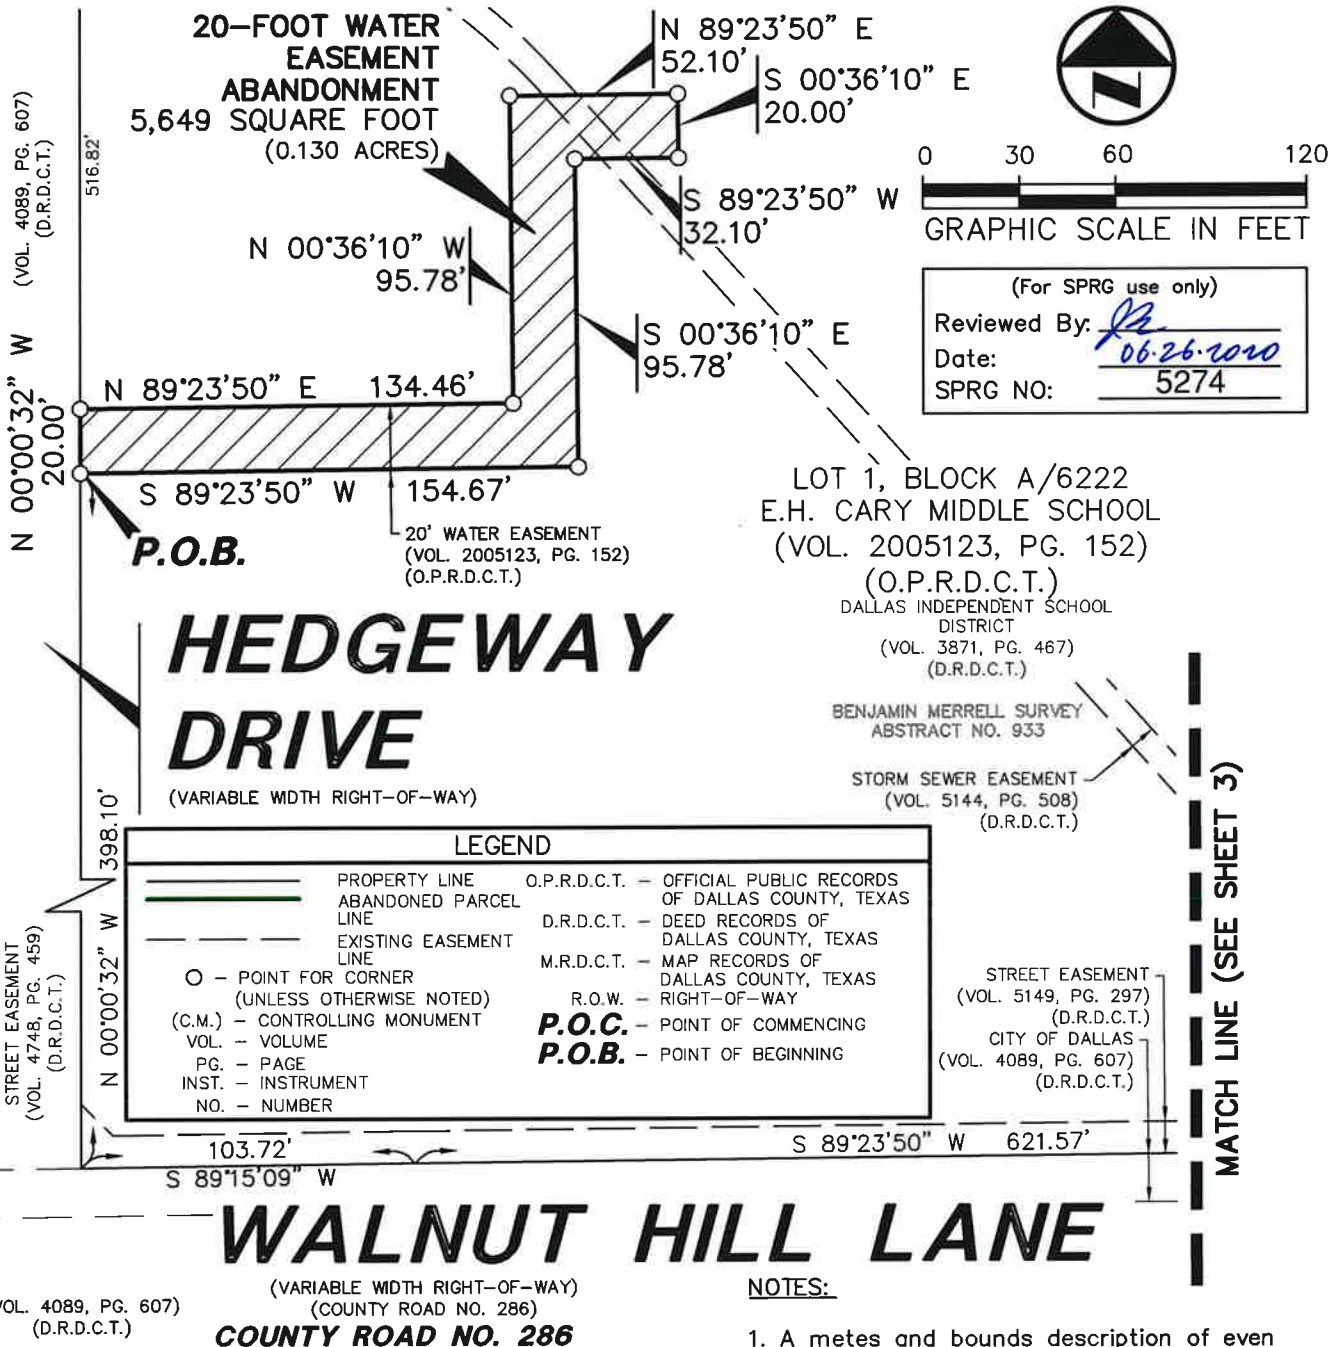 20-FOOT WATER
EASEMENT
ABANDONMENT
5,649 SQUARE FOOT
(0.130 ACRES)
N 89°23'50" E
52.10'
S 00°36'10" E
20.00'
S 89°23'50" W
32.10'
N 00°36'10" W
95.78'
S 00°36'10" E
95.78'
0 30 60 120
GRAPHIC SCALE IN FEET
(For SPRG use only)
Reviewed By:
Date: 06.26.2020
SPRG NO: 5274
(VOL. 4089, PG. 607)
(D.R.D.C.T.)
516.82'
N 00°00'32" W
20.00'
N 89°23'50" E 134.46'
S 89°23'50" W 154.67'
P.O.B.
20' WATER EASEMENT
(VOL. 2005123, PG. 152)
(O.P.R.D.C.T.)
LOT 1, BLOCK A/6222
E.H. CARY MIDDLE SCHOOL
(VOL. 2005123, PG. 152)
(O.P.R.D.C.T.)
DALLAS INDEPENDENT SCHOOL
DISTRICT
(VOL. 3871, PG. 467)
(D.R.D.C.T.)
BENJAMIN MERRELL SURVEY
ABSTRACT NO. 933
STORM SEWER EASEMENT
(VOL. 5144, PG. 508)
(D.R.D.C.T.)
HEDGEWAY
DRIVE
(VARIABLE WIDTH RIGHT-OF-WAY)
N 00°00'32" W 398.10'
STREET EASEMENT
(VOL. 4748, PG. 459)
(D.R.D.C.T.)
LEGEND
PROPERTY LINE
ABANDONED PARCEL
LINE
EXISTING EASEMENT
LINE
O - POINT FOR CORNER
(UNLESS OTHERWISE NOTED)
(C.M.) - CONTROLLING MONUMENT
VOL. - VOLUME
PG. - PAGE
INST. - INSTRUMENT
NO. - NUMBER
O.P.R.D.C.T. - OFFICIAL PUBLIC RECORDS
OF DALLAS COUNTY, TEXAS
D.R.D.C.T. - DEED RECORDS OF
DALLAS COUNTY, TEXAS
M.R.D.C.T. - MAP RECORDS OF
DALLAS COUNTY, TEXAS
R.O.W. - RIGHT-OF-WAY
P.O.C. - POINT OF COMMENCING
P.O.B. - POINT OF BEGINNING
STREET EASEMENT
(VOL. 5149, PG. 297)
(D.R.D.C.T.)
CITY OF DALLAS
(VOL. 4089, PG. 607)
(D.R.D.C.T.)
MATCH LINE (SEE SHEET 3)
103.72'
S 89°15'09" W
S 89°23'50" W 621.57'
WALNUT HILL LANE
(VARIABLE WIDTH RIGHT-OF-WAY)
(COUNTY ROAD NO. 286)
COUNTY ROAD NO. 286
VOL. 4089, PG. 607)
(D.R.D.C.T.)
NOTES:
1. A metes and bounds description of even